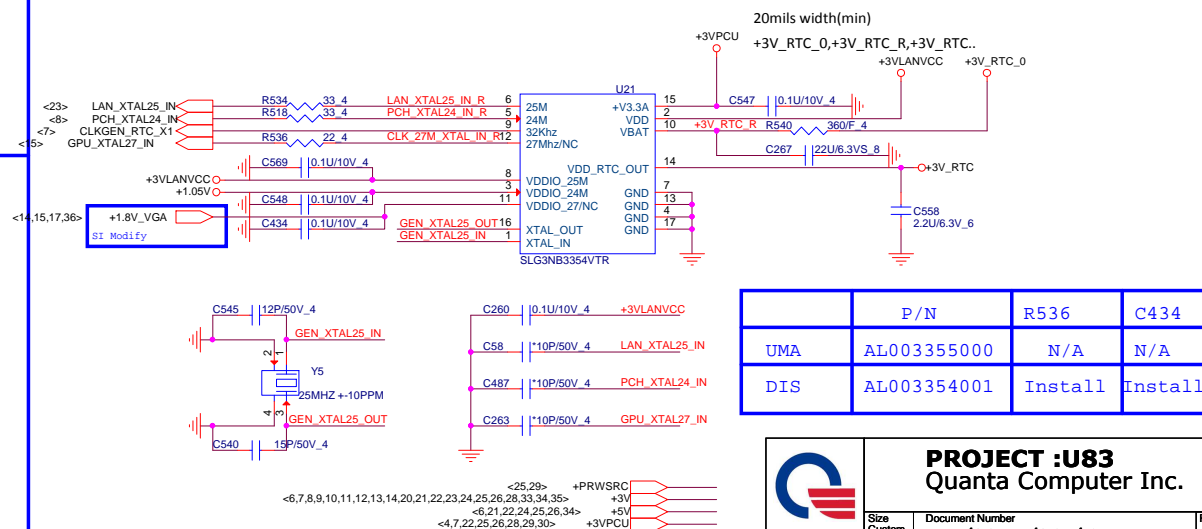 20mils width(min)
+3VPCU
+3V_RTC_0,+3V_RTC_R,+3V_RTC..
+3VLANVCC
+3V_RTC_0
U21
<23>
LAN_XTAL25_IN
R534
33_4
LAN_XTAL25_IN_R
6
25M
+V3.3A
15
C547
0.1U/10V_4
<8>
PCH_XTAL24_IN
R518
33_4
PCH_XTAL24_IN_R
5
24M
VDD
2
<7>
CLKGEN_RTC_X1
9
32Khz
VBAT
10
+3V_RTC_R
R540
360/F_4
<15>
GPU_XTAL27_IN
R536
22_4
CLK_27M_XTAL_IN_R
12
27Mhz/NC
C267
22U/6.3VS_8
C569
0.1U/10V_4
VDD_RTC_OUT
14
+3V_RTC
+3VLANVCC
8
VDDIO_25M
+1.05V
3
VDDIO_24M
GND
7
C548
0.1U/10V_4
11
VDDIO_27/NC
GND
13
<14,15,17,36>
+1.8V_VGA
GND
4
C558
SI Modify
C434
0.1U/10V_4
GEN_XTAL25_OUT
16
XTAL_OUT
GND
17
2.2U/6.3V_6
GEN_XTAL25_IN
1
XTAL_IN
SLG3NB3354VTR
C545
12P/50V_4
GEN_XTAL25_IN
2
1
Y5
25MHZ +-10PPM
4
3
GEN_XTAL25_OUT
C540
15P/50V_4
C260
0.1U/10V_4
+3VLANVCC
C58
*10P/50V_4
LAN_XTAL25_IN
C487
*10P/50V_4
PCH_XTAL24_IN
C263
*10P/50V_4
GPU_XTAL27_IN
P/N R536 C434
UMA AL003355000 N/A N/A
DIS AL003354001 Install Install
<25,29> +PRWSRC
<6,7,8,9,10,11,12,13,14,20,21,22,23,24,25,26,28,33,34,35> +3V
<6,21,22,24,25,26,34> +5V
<4,7,22,25,26,28,29,30> +3VPCU
PROJECT :U83
Quanta Computer Inc.
Size
Custom
Document Number